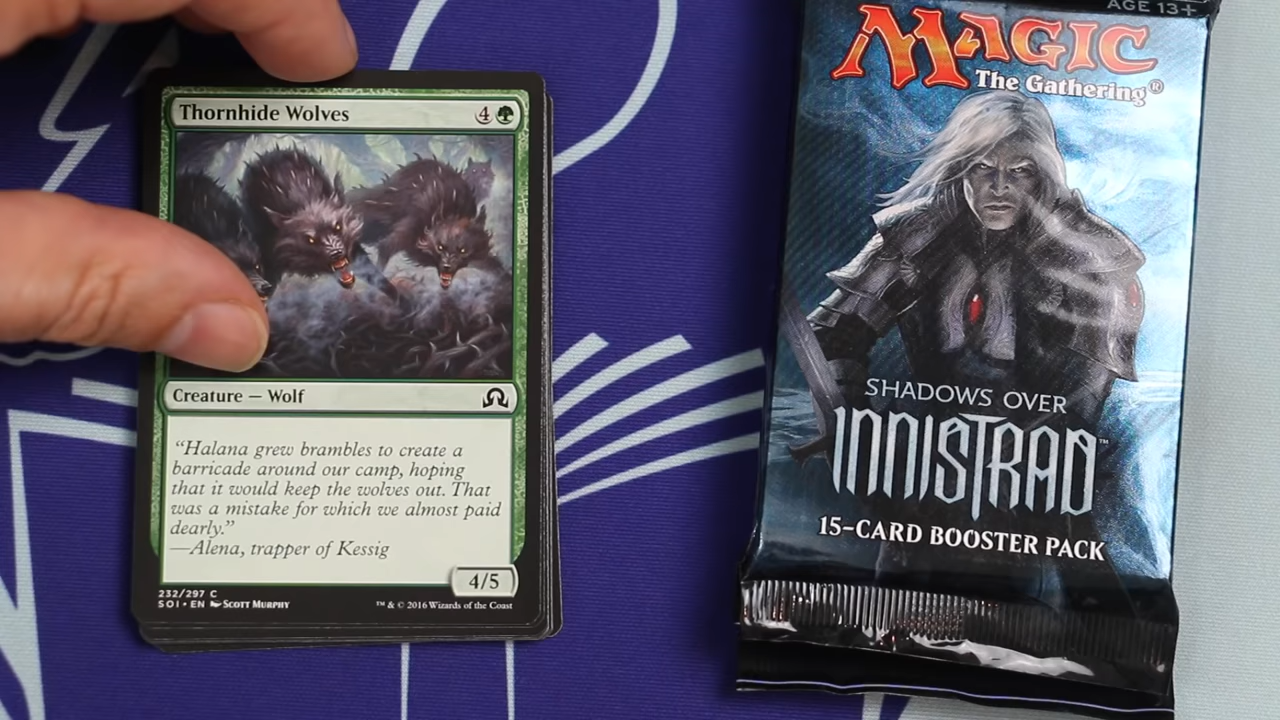 Thornhide Wolves 4
Creature — Wolf
“Halana grew brambles to create a
barricade around our camp, hoping
that it would keep the wolves out. That
was a mistake for which we almost paid
dearly.”
—Alena, trapper of Kessig
4/5
232/297 C
SOI • EN Scott Murphy
™ & © 2016 Wizards of the Coast
AGE 13+
MAGIC
The Gathering®
SHADOWS OVER
INNISTRAD™
15-CARD BOOSTER PACK